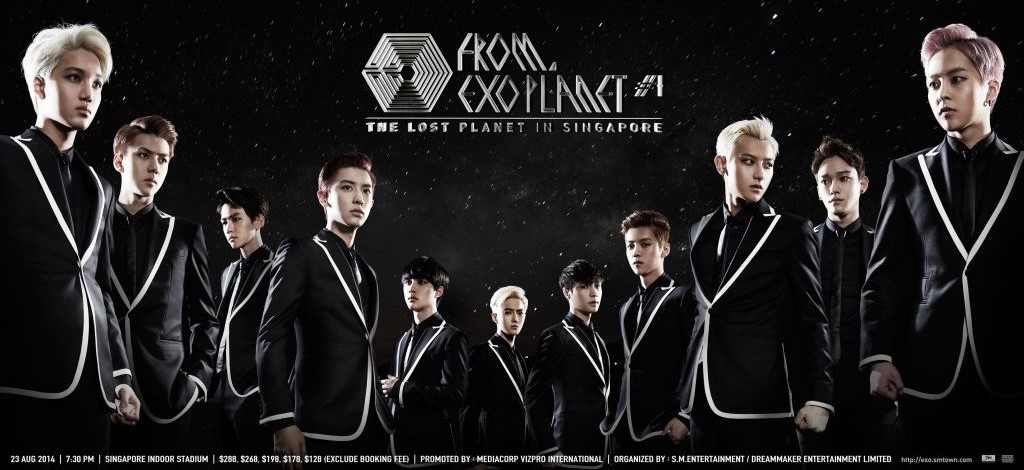 FROM.
EXOPLANET #1
THE LOST PLANET IN SINGAPORE
23 AUG 2014 | 7:30 PM | SINGAPORE INDOOR STADIUM | $288, $268, $198, $178, $128 (EXCLUDE BOOKING FEE) | PROMOTED BY : MEDIACORP VIZPRO INTERNATIONAL | ORGANIZED BY : S.M.ENTERTAINMENT / DREAMMAKER ENTERTAINMENT LIMITED http://exo.smtown.com